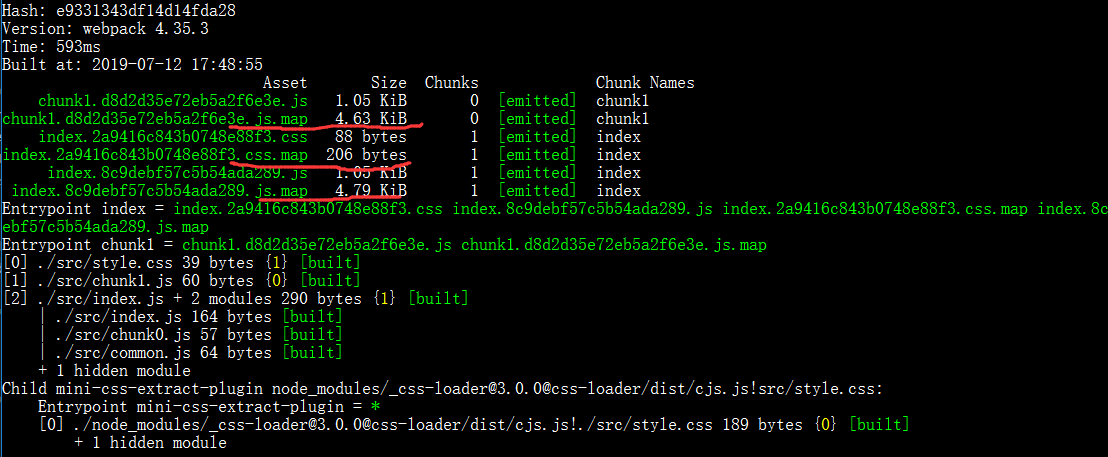 Hash: e9331343df14d14fda28
Version: webpack 4.35.3
Time: 593ms
Built at: 2019-07-12 17:48:55
Asset Size Chunks Chunk Names
chunk1.d8d2d35e72eb5a2f6e3e.js 1.05 KiB 0 [emitted] chunk1
chunk1.d8d2d35e72eb5a2f6e3e.js.map 4.63 KiB 0 [emitted] chunk1
index.2a9416c843b0748e88f3.css 88 bytes 1 [emitted] index
index.2a9416c843b0748e88f3.css.map 206 bytes 1 [emitted] index
index.8c9debf57c5b54ada289.js 1.05 KiB 1 [emitted] index
index.8c9debf57c5b54ada289.js.map 4.79 KiB 1 [emitted] index
Entrypoint index = index.2a9416c843b0748e88f3.css index.8c9debf57c5b54ada289.js index.2a9416c843b0748e88f3.css.map index.8c9d
ebf57c5b54ada289.js.map
Entrypoint chunk1 = chunk1.d8d2d35e72eb5a2f6e3e.js chunk1.d8d2d35e72eb5a2f6e3e.js.map
[0] ./src/style.css 39 bytes {1} [built]
[1] ./src/chunk1.js 60 bytes {0} [built]
[2] ./src/index.js + 2 modules 290 bytes {1} [built]
| ./src/index.js 164 bytes [built]
| ./src/chunk0.js 57 bytes [built]
| ./src/common.js 64 bytes [built]
+ 1 hidden module
Child mini-css-extract-plugin node_modules/_css-loader@3.0.0@css-loader/dist/cjs.js!src/style.css:
Entrypoint mini-css-extract-plugin = *
[0] ./node_modules/_css-loader@3.0.0@css-loader/dist/cjs.js!./src/style.css 189 bytes {0} [built]
+ 1 hidden module